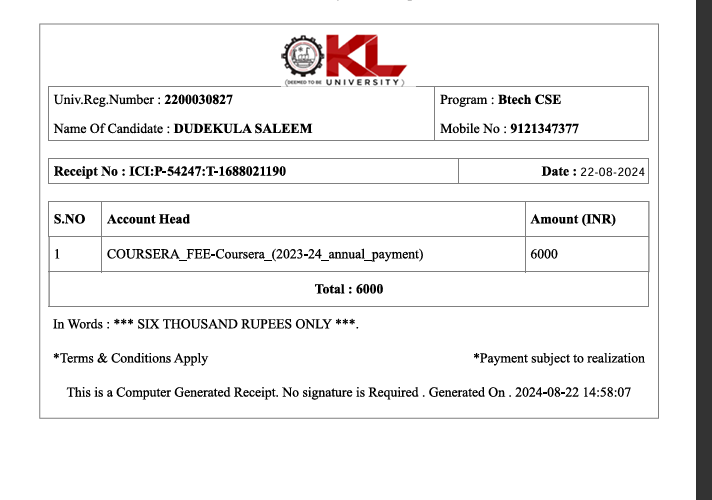 KL
(DEEMED TO BE UNIVERSITY)
Univ.Reg.Number : 2200030827 Program : Btech CSE
Name Of Candidate : DUDEKULA SALEEM Mobile No : 9121347377
Receipt No : ICI:P-54247:T-1688021190 Date : 22-08-2024
S.NO Account Head Amount (INR)
1 COURSERA_FEE-Coursera_(2023-24_annual_payment) 6000
Total : 6000
In Words : *** SIX THOUSAND RUPEES ONLY ***.
*Terms & Conditions Apply *Payment subject to realization
This is a Computer Generated Receipt. No signature is Required . Generated On . 2024-08-22 14:58:07